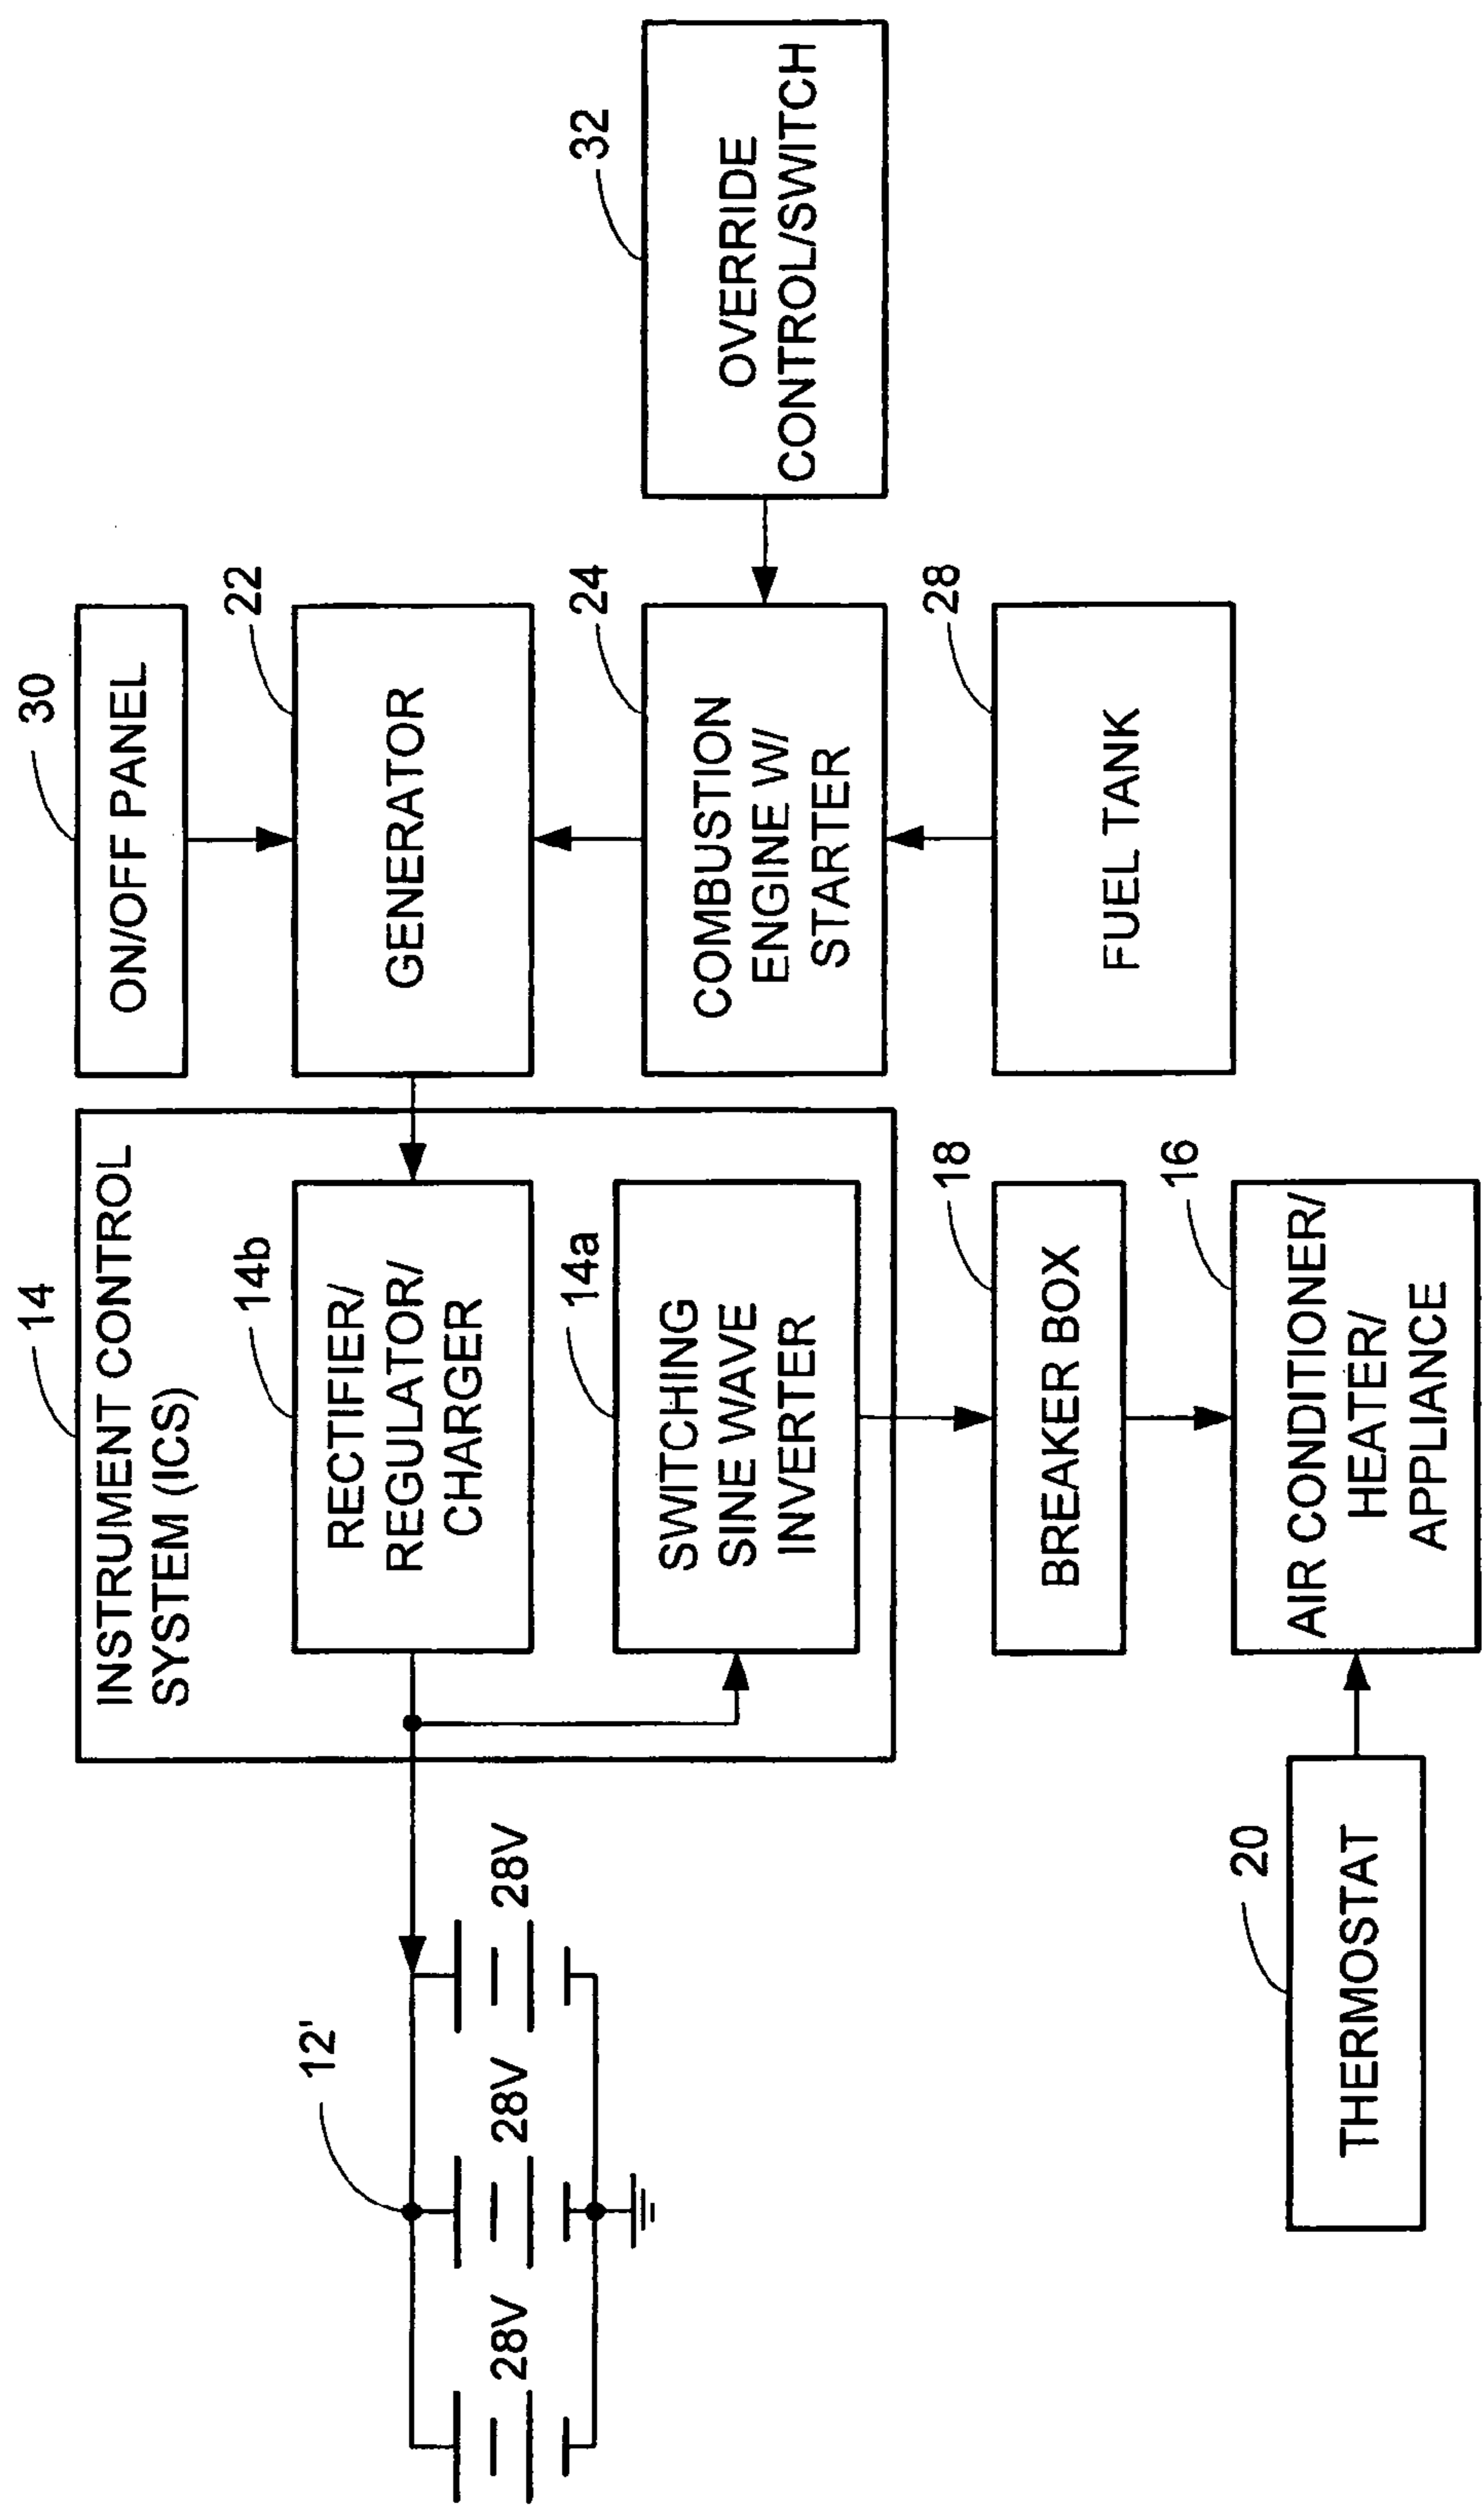 14
INSTRUMENT CONTROL
SYSTEM (ICS)
30
ON/OFF PANEL
12'
28V
28V
28V
14b
RECTIFIER/
REGULATOR/
CHARGER
22
GENERATOR
14a
SWITCHING
SINE WAVE
INVERTER
24
COMBUSTION
ENGINE W/
STARTER
32
OVERRIDE
CONTROL/SWITCH
18
BREAKER BOX
28
FUEL TANK
20
THERMOSTAT
16
AIR CONDITIONER/
HEATER/
APPLIANCE